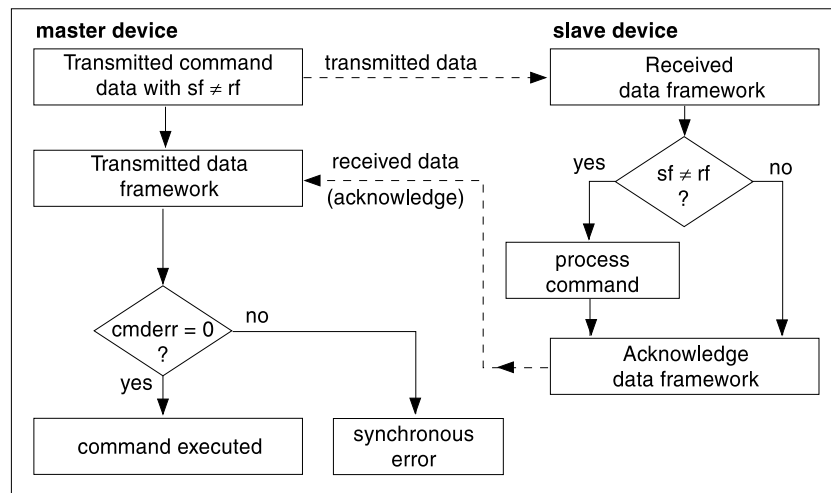 master device
slave device
Transmitted command
data with sf ≠ rf
transmitted data
Received
data framework
Transmitted data
framework
received data
(acknowledge)
yes
sf ≠ rf
?
no
process
command
cmderr = 0
?
no
yes
Acknowledge
data framework
command executed
synchronous
error